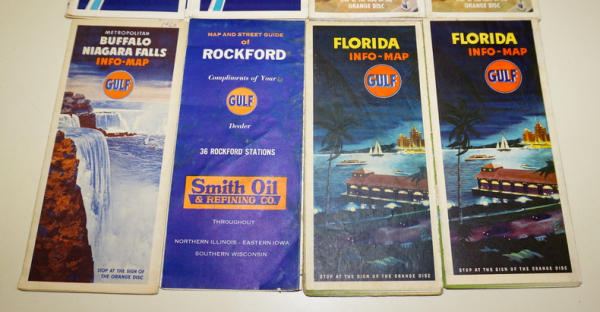 ORANGE DISC
ORANGE DISC
METROPOLITAN
BUFFALO
NIAGARA FALLS
INFO-MAP
GULF
STOP AT THE SIGN OF
THE ORANGE DISC
MAP AND STREET GUIDE
of
ROCKFORD
Compliments of Your
GULF
Dealer
36 ROCKFORD STATIONS
Smith Oil
& REFINING CO.
THROUGHOUT
NORTHERN ILLINOIS - EASTERN IOWA
SOUTHERN WISCONSIN
FLORIDA
INFO-MAP
GULF
STOP AT THE SIGN OF THE ORANGE DISC
FLORIDA
INFO-MAP
GULF
STOP AT THE SIGN OF THE ORANGE DISC